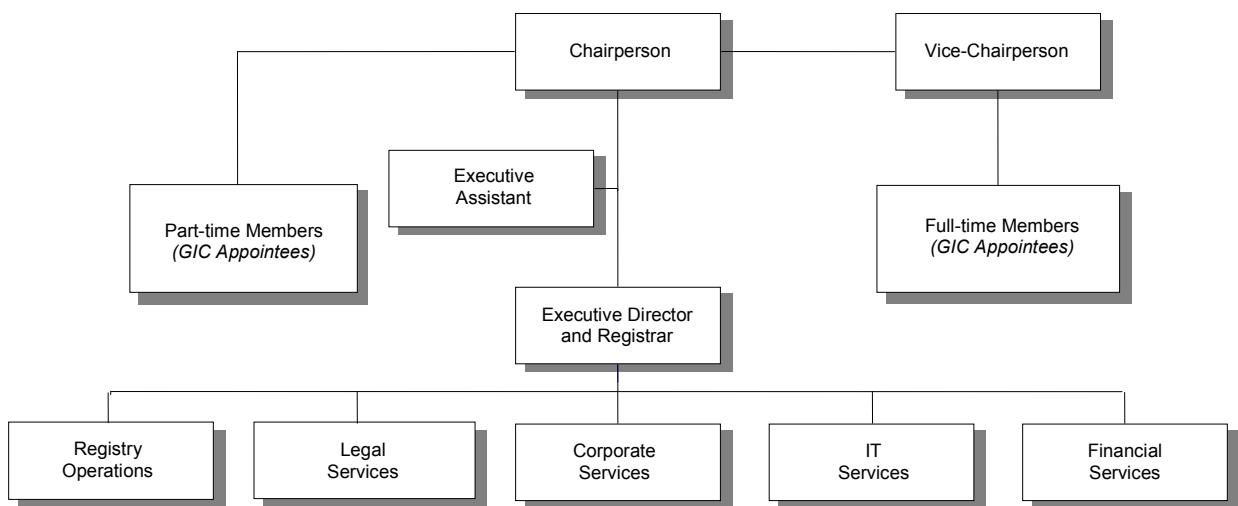 Chairperson
Vice-Chairperson
Executive
Assistant
Part-time Members
(GIC Appointees)
Full-time Members
(GIC Appointees)
Executive Director
and Registrar
Registry
Operations
Legal
Services
Corporate
Services
IT
Services
Financial
Services